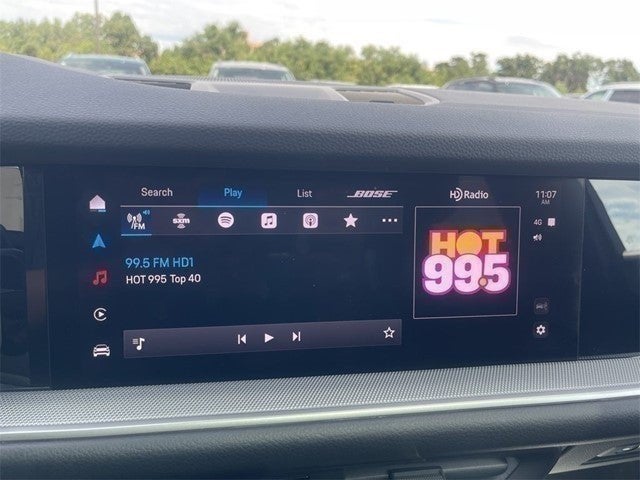 Search Play List BOSE HD Radio 11:07
AM
FM sxm
4G
99.5 FM HD1
HOT 995 Top 40
HOT
99.5